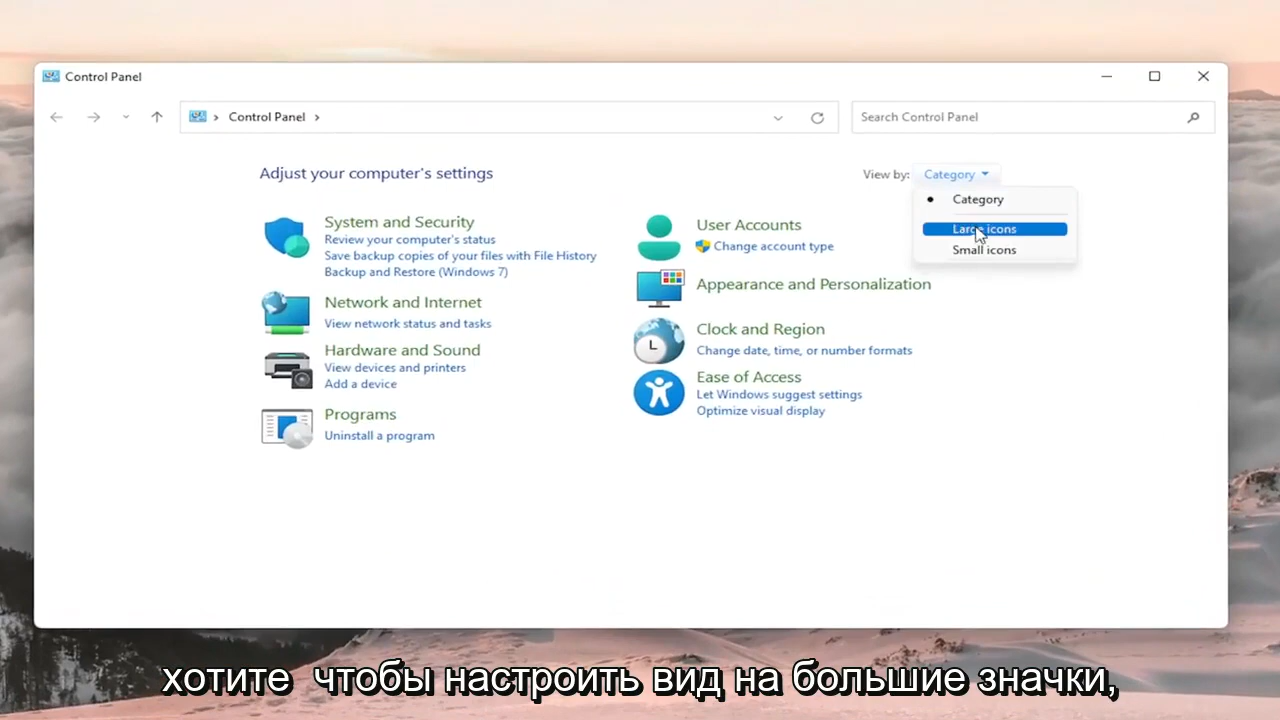 Control Panel
Control Panel
Search Control Panel
Adjust your computer's settings
View by: Category
Category
Large icons
Small icons
System and Security
Review your computer's status
Save backup copies of your files with File History
Backup and Restore (Windows 7)
Network and Internet
View network status and tasks
Hardware and Sound
View devices and printers
Add a device
Programs
Uninstall a program
User Accounts
Change account type
Appearance and Personalization
Clock and Region
Change date, time, or number formats
Ease of Access
Let Windows suggest settings
Optimize visual display
хотите чтобы настроить вид на большие значки,